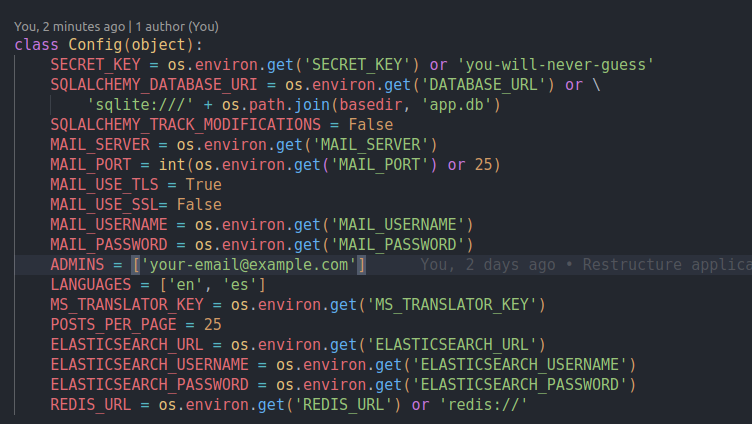 You, 2 minutes ago | 1 author (You)
class Config(object):
    SECRET_KEY = os.environ.get('SECRET_KEY') or 'you-will-never-guess'
    SQLALCHEMY_DATABASE_URI = os.environ.get('DATABASE_URL') or \
        'sqlite:///' + os.path.join(basedir, 'app.db')
    SQLALCHEMY_TRACK_MODIFICATIONS = False
    MAIL_SERVER = os.environ.get('MAIL_SERVER')
    MAIL_PORT = int(os.environ.get('MAIL_PORT') or 25)
    MAIL_USE_TLS = True
    MAIL_USE_SSL= False
    MAIL_USERNAME = os.environ.get('MAIL_USERNAME')
    MAIL_PASSWORD = os.environ.get('MAIL_PASSWORD')
    ADMINS = ['your-email@example.com']      You, 2 days ago • Restructure applica
    LANGUAGES = ['en', 'es']
    MS_TRANSLATOR_KEY = os.environ.get('MS_TRANSLATOR_KEY')
    POSTS_PER_PAGE = 25
    ELASTICSEARCH_URL = os.environ.get('ELASTICSEARCH_URL')
    ELASTICSEARCH_USERNAME = os.environ.get('ELASTICSEARCH_USERNAME')
    ELASTICSEARCH_PASSWORD = os.environ.get('ELASTICSEARCH_PASSWORD')
    REDIS_URL = os.environ.get('REDIS_URL') or 'redis://'